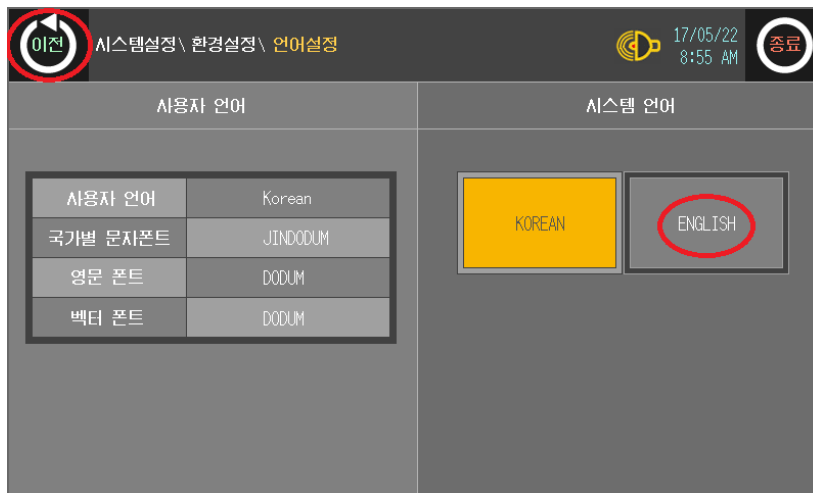 이전 시스템설정\ 환경설정\ 언어설정 17/05/22 8:55 AM 종료
사용자 언어 시스템 언어
사용자 언어 Korean
국가별 문자폰트 JINDODUM
영문 폰트 DODUM
벡터 폰트 DODUM
KOREAN ENGLISH